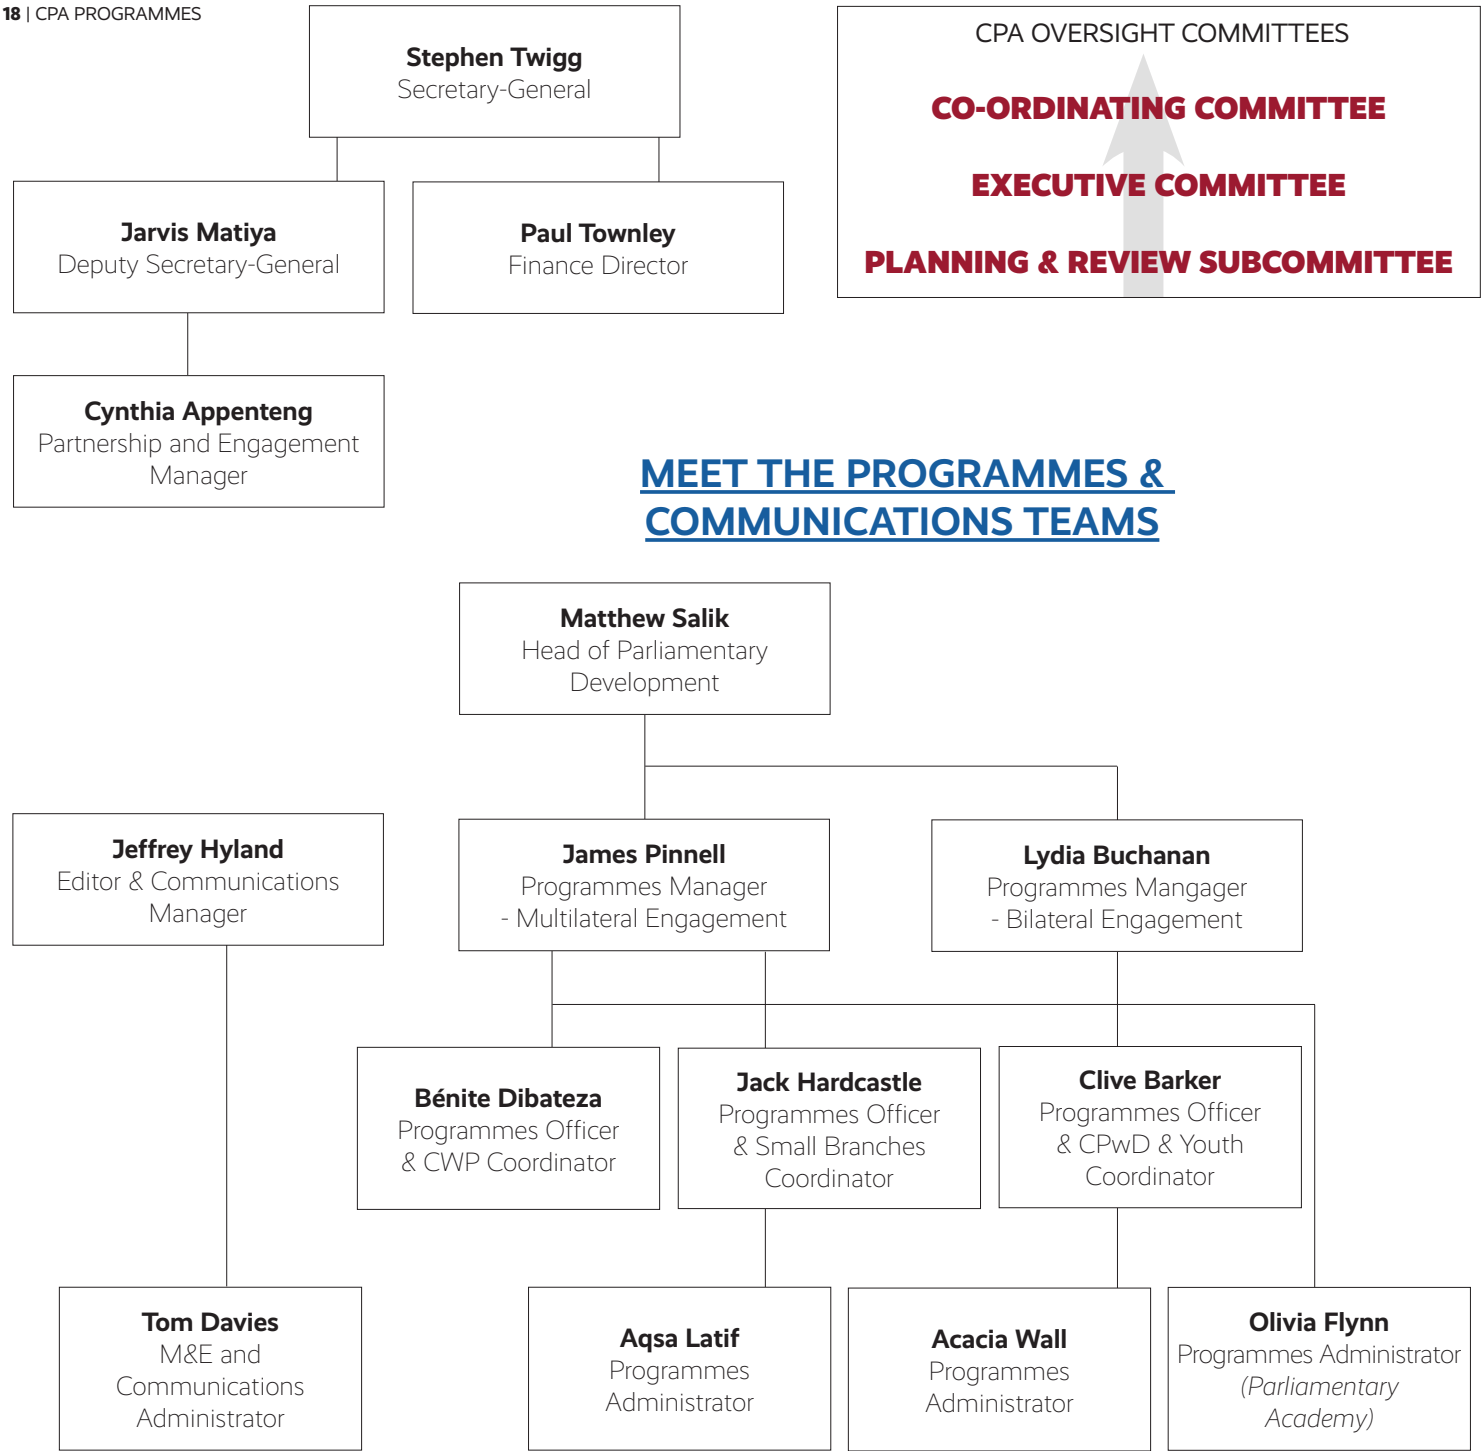 18 | CPA PROGRAMMES
Stephen Twigg
Secretary-General
CPA OVERSIGHT COMMITTEES
CO-ORDINATING COMMITTEE
EXECUTIVE COMMITTEE
PLANNING & REVIEW SUBCOMMITTEE
Jarvis Matiya
Deputy Secretary-General
Paul Townley
Finance Director
Cynthia Appenteng
Partnership and Engagement
Manager
MEET THE PROGRAMMES &
COMMUNICATIONS TEAMS
Matthew Salik
Head of Parliamentary
Development
Jeffrey Hyland
Editor & Communications
Manager
James Pinnell
Programmes Manager
- Multilateral Engagement
Lydia Buchanan
Programmes Mangager
- Bilateral Engagement
Bénite Dibateza
Programmes Officer
& CWP Coordinator
Jack Hardcastle
Programmes Officer
& Small Branches
Coordinator
Clive Barker
Programmes Officer
& CPwD & Youth
Coordinator
Tom Davies
M&E and
Communications
Administrator
Aqsa Latif
Programmes
Administrator
Acacia Wall
Programmes
Administrator
Olivia Flynn
Programmes Administrator
(Parliamentary
Academy)